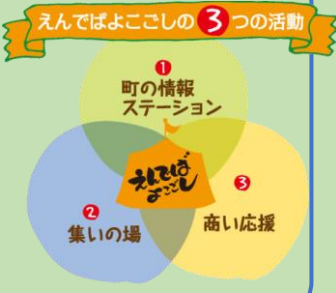 えんでばよこごしの3つの活動
1
町の情報
ステーション
えんでば
よこごし
2
集いの場
3
商い応援